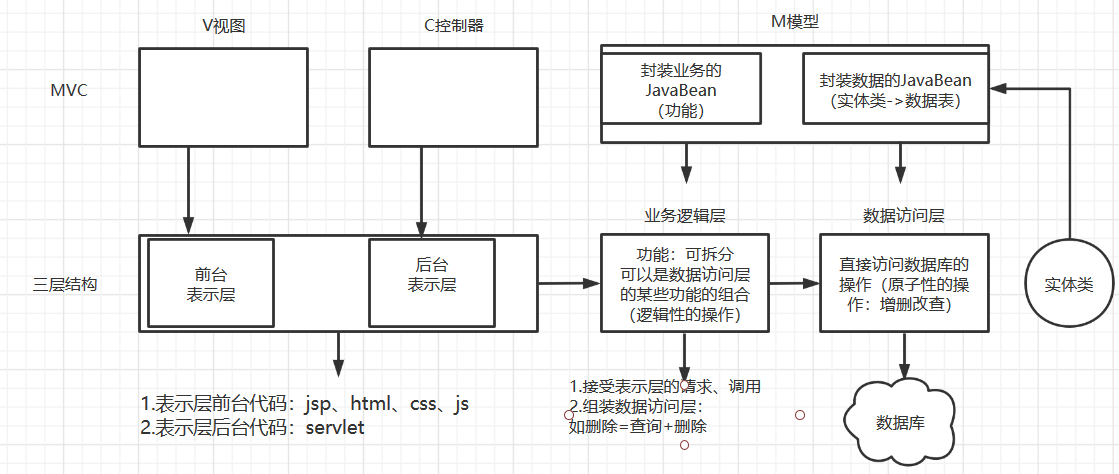 V视图
C控制器
M模型
MVC
封装业务的
JavaBean
（功能）
封装数据的JavaBean
（实体类->数据表）
业务逻辑层
数据访问层
三层结构
前台
表示层
后台
表示层
功能：可拆分
可以是数据访问层
的某些功能的组合
（逻辑性的操作）
直接访问数据库的
操作（原子性的操
作：增删改查）
实体类
1.表示层前台代码：jsp、html、css、js
2.表示层后台代码：servlet
1.接受表示层的请求、调用
2.组装数据访问层：
如删除=查询+删除
数据库